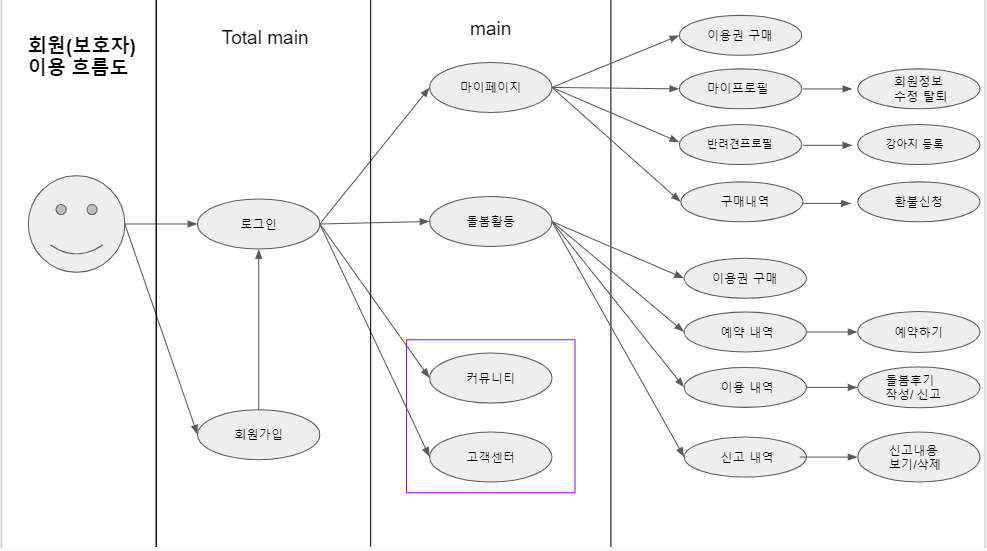 회원(보호자)
이용 흐름도
Total main
main
로그인
회원가입
마이페이지
돌봄활동
커뮤니티
고객센터
이용권 구매
마이프로필
회원정보
수정 탈퇴
반려견프로필
강아지 등록
구매내역
환불신청
이용권 구매
예약 내역
예약하기
이용 내역
돌봄후기
작성/ 신고
신고 내역
신고내용
보기/삭제